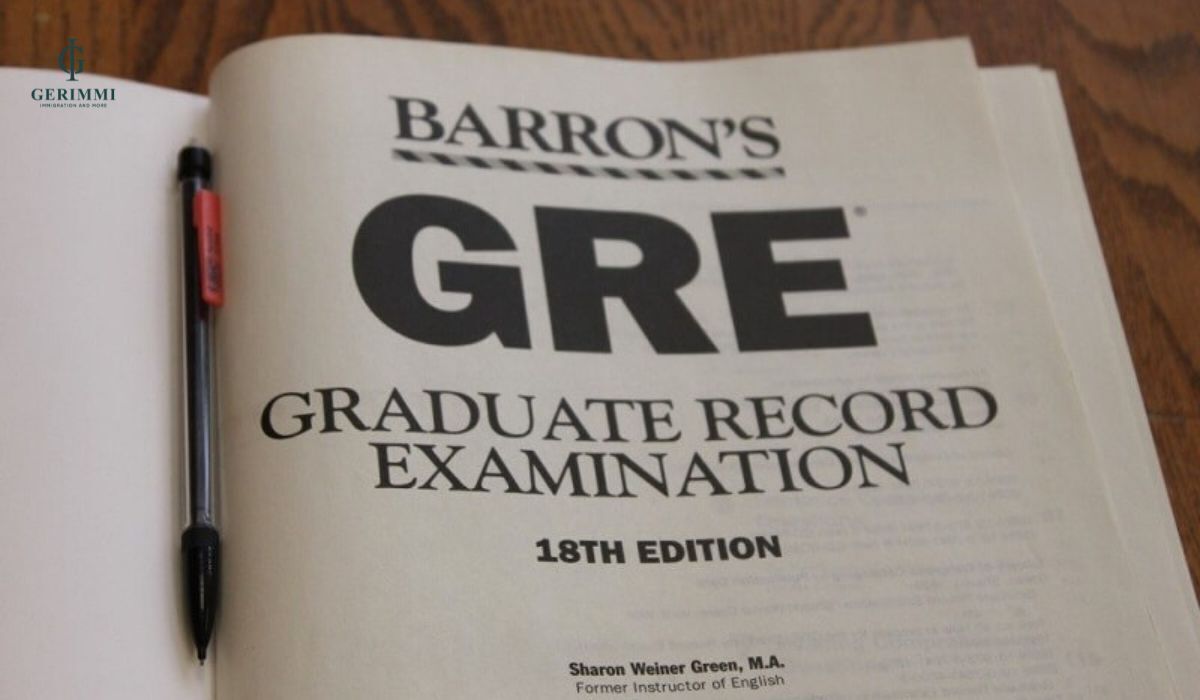 GERIMMI
IMMIGRATION AND MORE
BARRON'S
GRE®
GRADUATE RECORD
EXAMINATION
18TH EDITION
Sharon Weiner Green, M.A.
Former Instructor of English